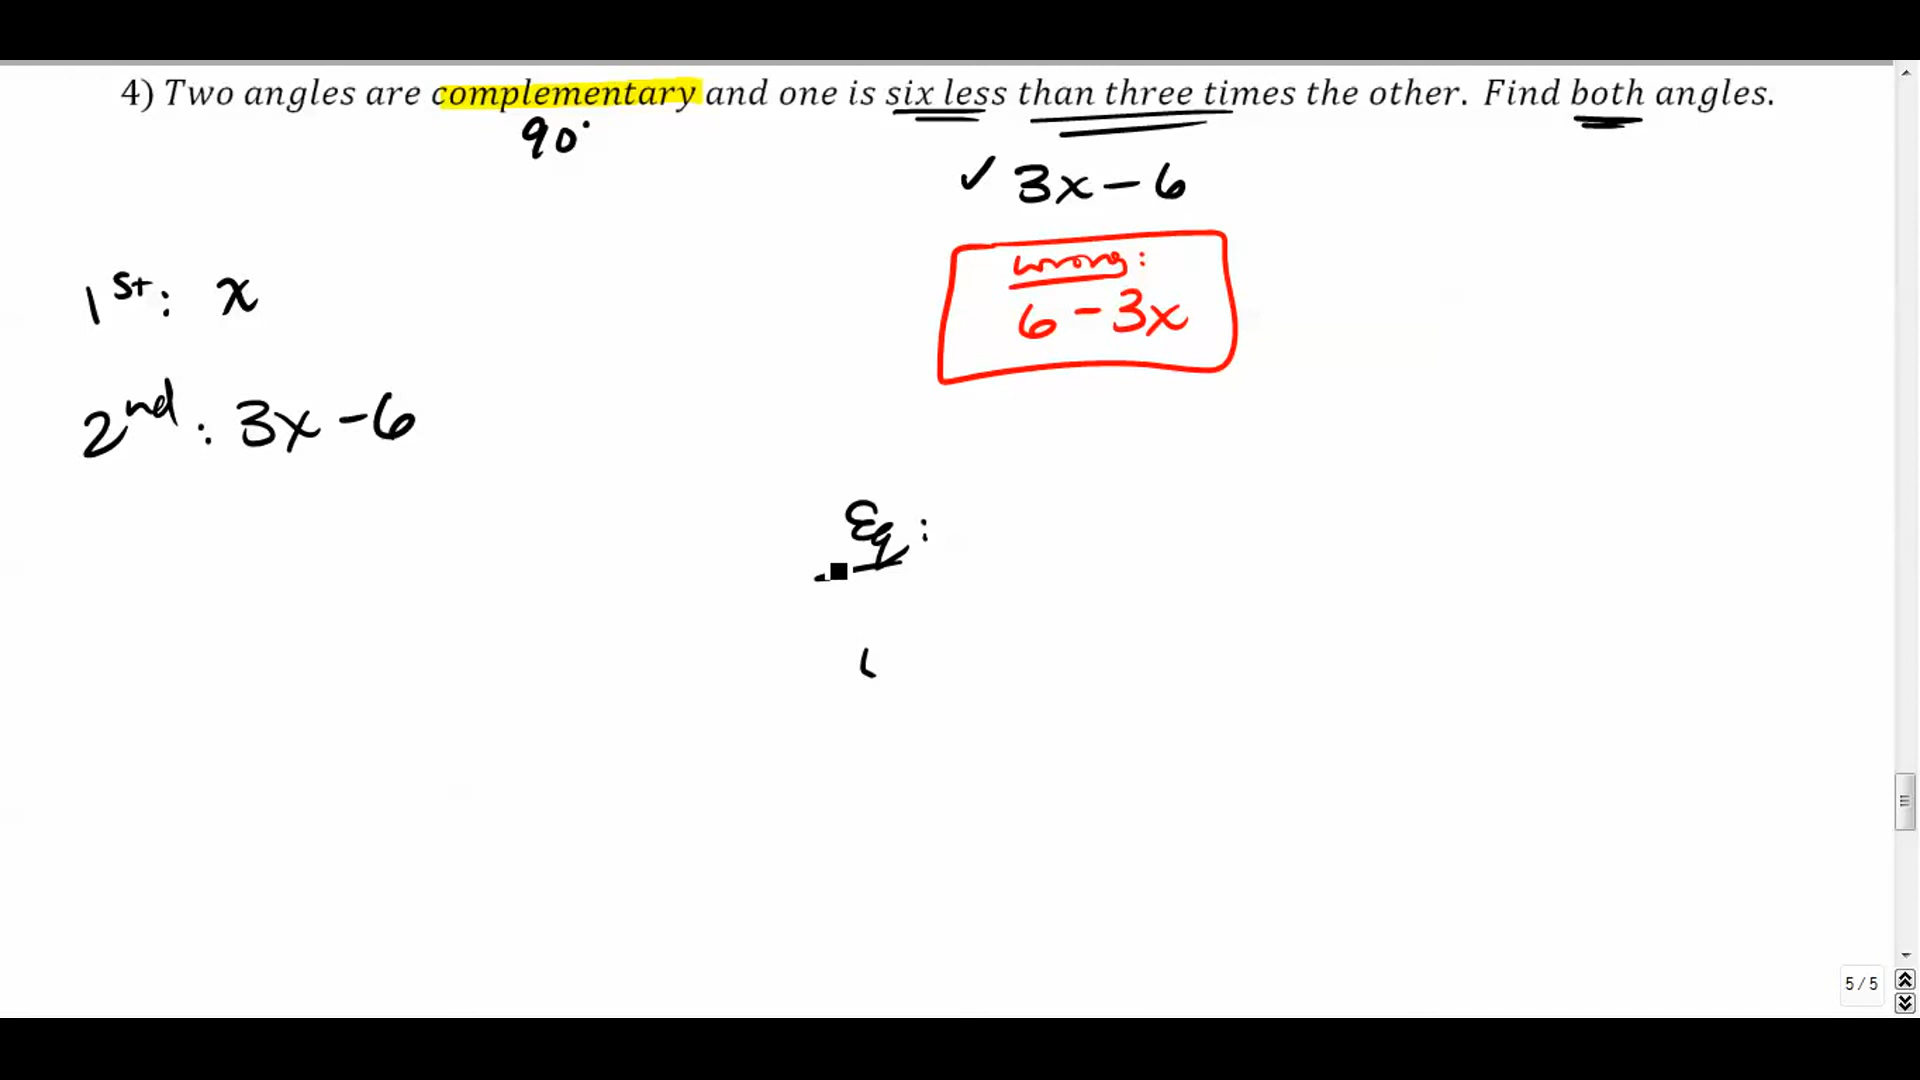 4) Two angles are complementary and one is six less than three times the other. Find both angles.
90°
✓ 3x - 6
wrong:
6 - 3x
1st: x
2nd: 3x - 6
Eq:
(
5 / 5